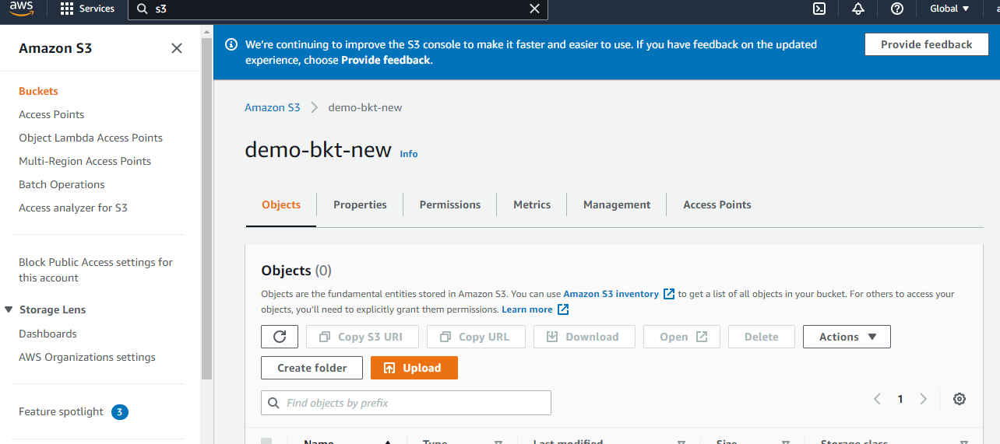 aws
Services
s3
Global
Amazon S3
We're continuing to improve the S3 console to make it faster and easier to use. If you have feedback on the updated
experience, choose Provide feedback.
Provide feedback
Buckets
Access Points
Object Lambda Access Points
Multi-Region Access Points
Batch Operations
Access analyzer for S3
Block Public Access settings for
this account
Storage Lens
Dashboards
AWS Organizations settings
Feature spotlight 3
Amazon S3 demo-bkt-new
demo-bkt-new Info
Objects Properties Permissions Metrics Management Access Points
Objects (0)
Objects are the fundamental entities stored in Amazon S3. You can use Amazon S3 inventory to get a list of all objects in your bucket. For others to access your
objects, you'll need to explicitly grant them permissions. Learn more
Copy S3 URI Copy URL Download Open Delete Actions
Create folder Upload
Find objects by prefix
1
Name Type Last modified Size Storage class